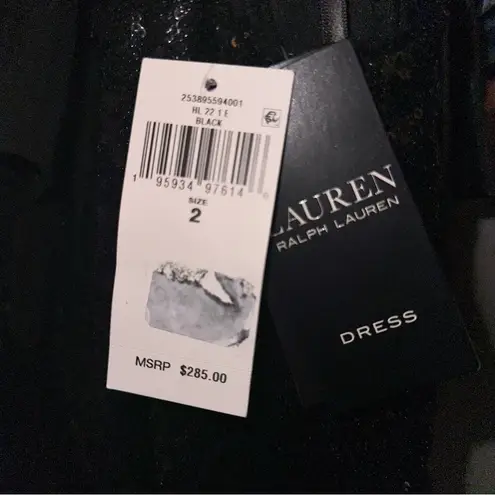 253895594001
HL 22 1 E
BLACK
1 95934 97614
SIZE
2
MSRP $285.00
LAUREN
RALPH LAUREN
DRESS